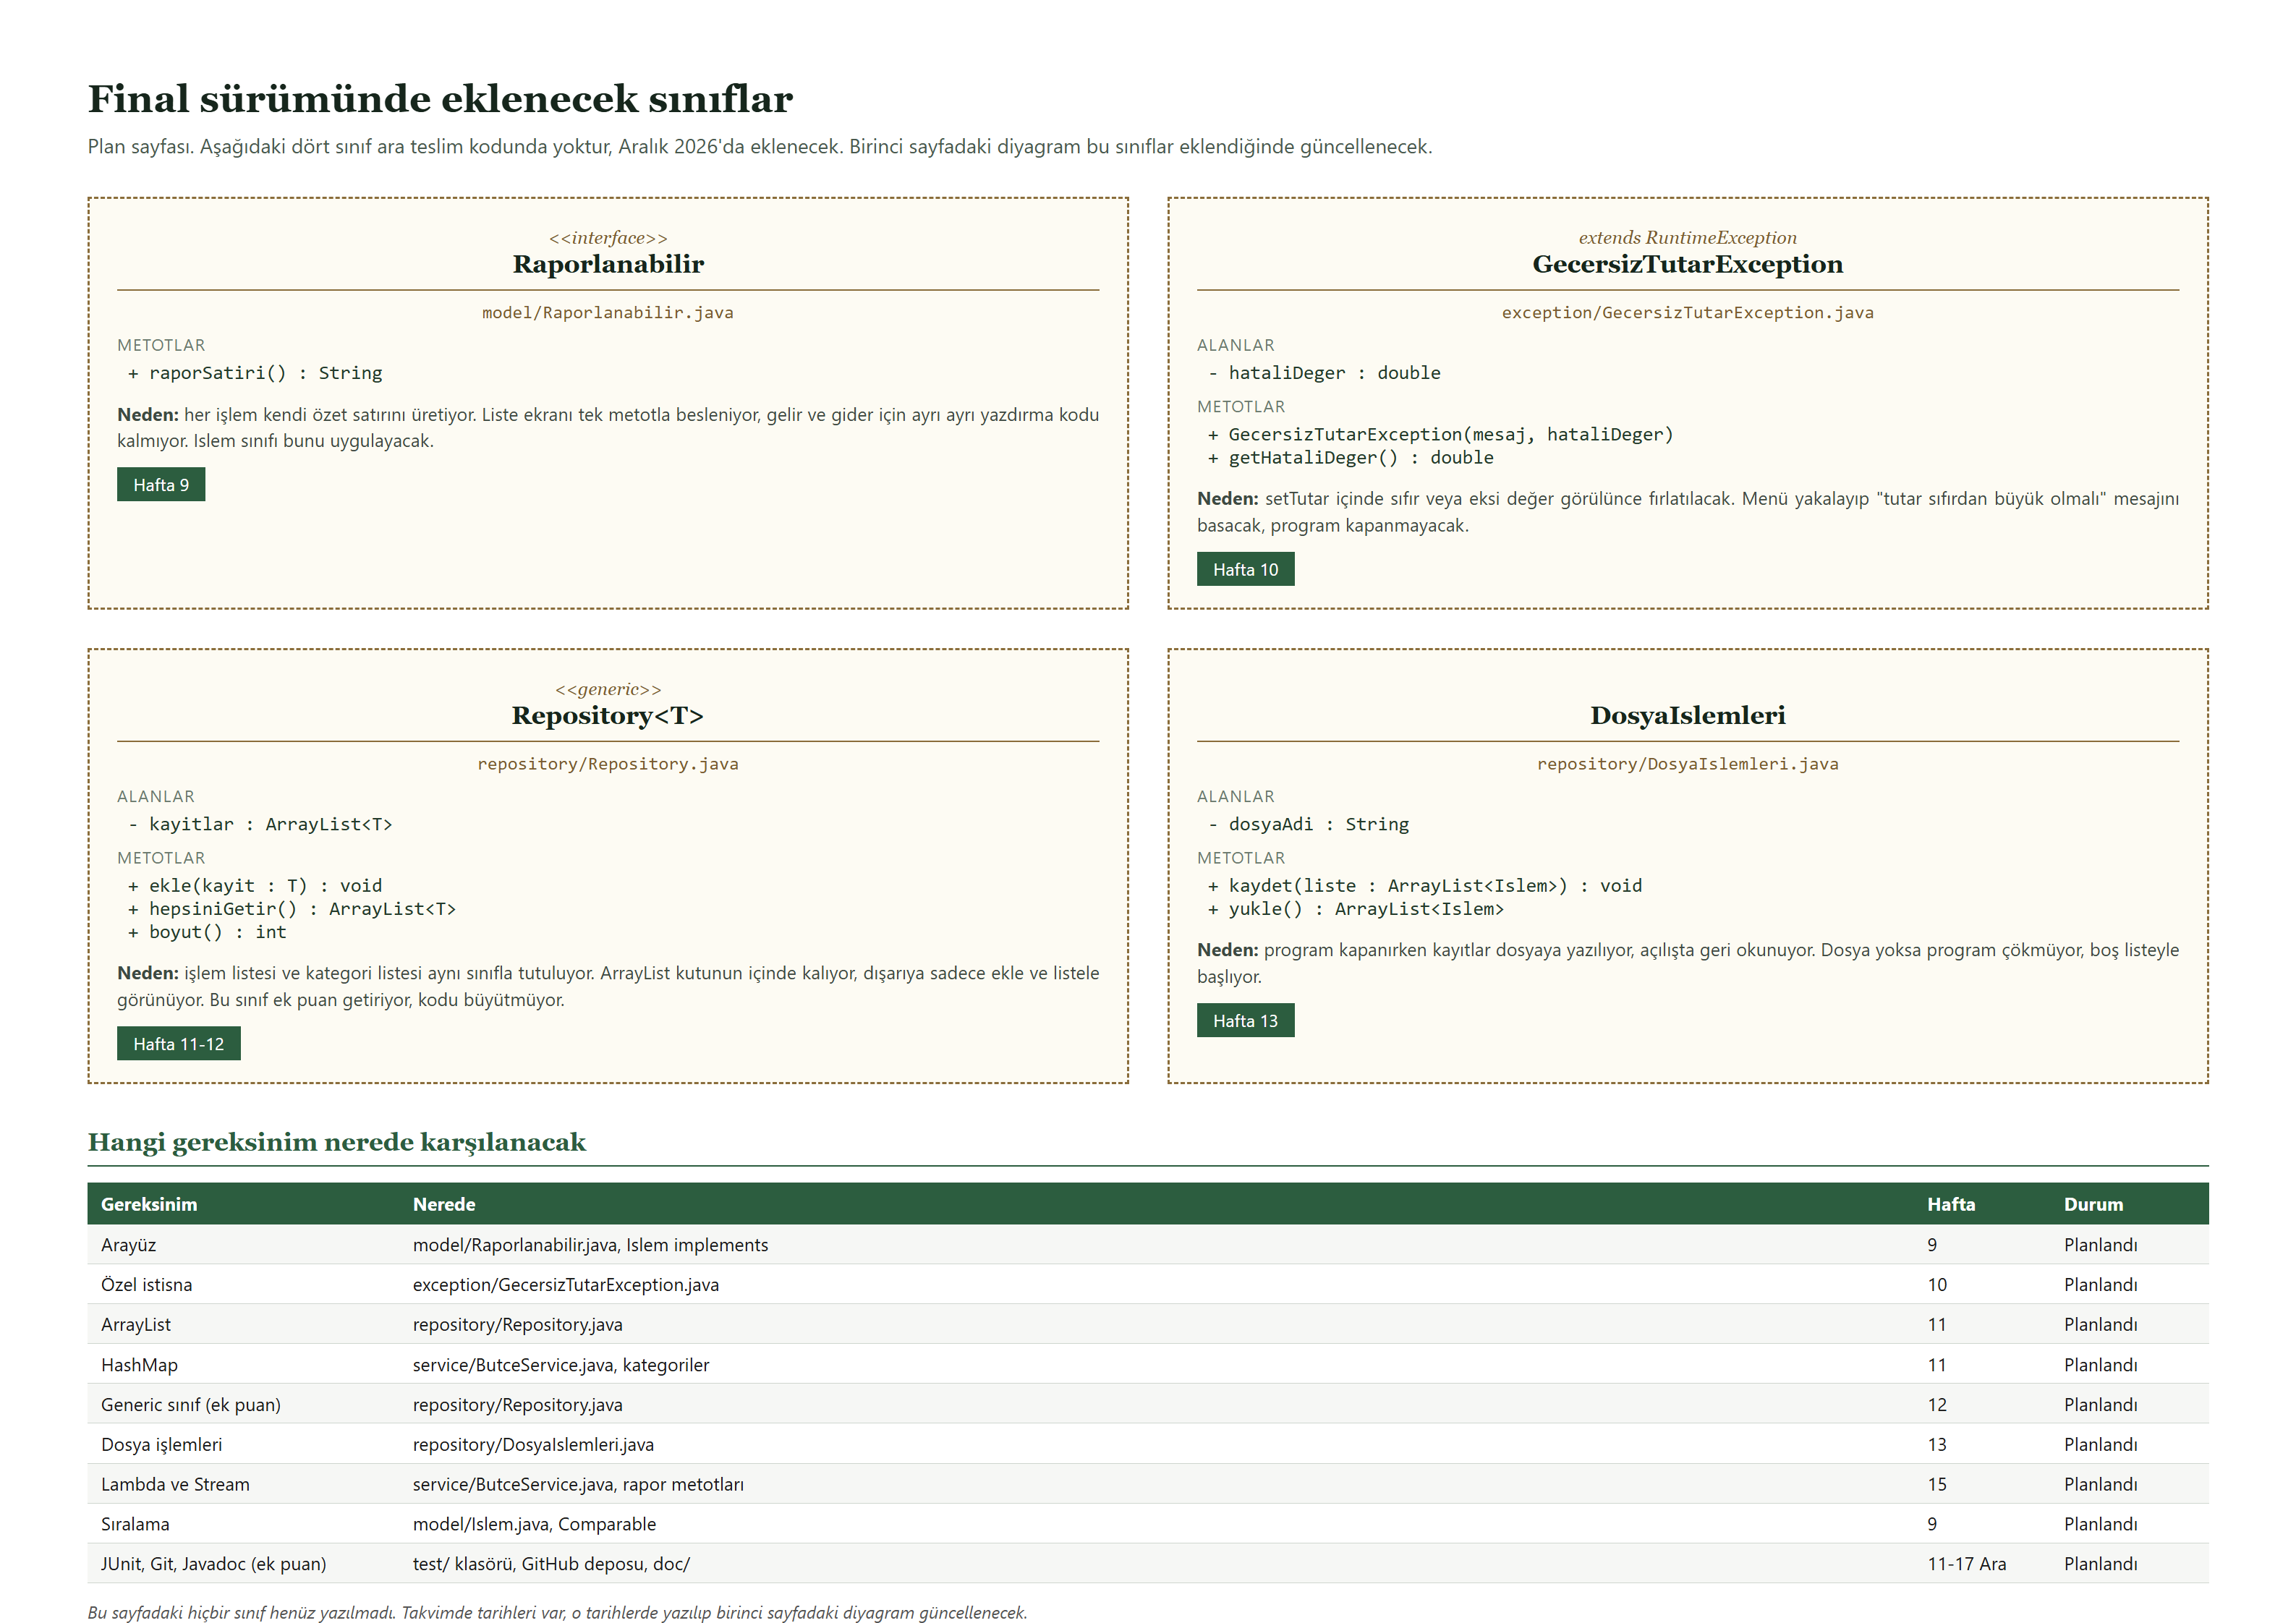 Final sürümünde eklenecek sınıflar
Plan sayfası. Aşağıdaki dört sınıf ara teslim kodunda yoktur, Aralık 2026'da eklenecek. Birinci sayfadaki diyagram bu sınıflar eklendiğinde güncellenecek.
<<interface>>
Raporlanabilir
model/Raporlanabilir.java
METOTLAR
+ raporSatiri() : String
Neden: her işlem kendi özet satırını üretiyor. Liste ekranı tek metotla besleniyor, gelir ve gider için ayrı ayrı yazdırma kodu
kalmıyor. Islem sınıfı bunu uygulayacak.
Hafta 9
extends RuntimeException
GecersizTutarException
exception/GecersizTutarException.java
ALANLAR
- hataliDeger : double
METOTLAR
+ GecersizTutarException(mesaj, hataliDeger)
+ getHataliDeger() : double
Neden: setTutar içinde sıfır veya eksi değer görülünce fırlatılacak. Menü yakalayıp "tutar sıfırdan büyük olmalı" mesajını
basacak, program kapanmayacak.
Hafta 10
<<generic>>
Repository<T>
repository/Repository.java
ALANLAR
- kayitlar : ArrayList<T>
METOTLAR
+ ekle(kayit : T) : void
+ hepsiniGetir() : ArrayList<T>
+ boyut() : int
Neden: işlem listesi ve kategori listesi aynı sınıfla tutuluyor. ArrayList kutunun içinde kalıyor, dışarıya sadece ekle ve listele
görünüyor. Bu sınıf ek puan getiriyor, kodu büyütmüyor.
Hafta 11-12
DosyaIslemleri
repository/DosyaIslemleri.java
ALANLAR
- dosyaAdi : String
METOTLAR
+ kaydet(liste : ArrayList<Islem>) : void
+ yukle() : ArrayList<Islem>
Neden: program kapanırken kayıtlar dosyaya yazılıyor, açılışta geri okunuyor. Dosya yoksa program çökmüyor, boş listeyle
başlıyor.
Hafta 13
Hangi gereksinim nerede karşılanacak
Gereksinim Nerede Hafta Durum
Arayüz model/Raporlanabilir.java, Islem implements 9 Planlandı
Özel istisna exception/GecersizTutarException.java 10 Planlandı
ArrayList repository/Repository.java 11 Planlandı
HashMap service/ButceService.java, kategoriler 11 Planlandı
Generic sınıf (ek puan) repository/Repository.java 12 Planlandı
Dosya işlemleri repository/DosyaIslemleri.java 13 Planlandı
Lambda ve Stream service/ButceService.java, rapor metotları 15 Planlandı
Sıralama model/Islem.java, Comparable 9 Planlandı
JUnit, Git, Javadoc (ek puan) test/ klasörü, GitHub deposu, doc/ 11-17 Ara Planlandı
Bu sayfadaki hiçbir sınıf henüz yazılmadı. Takvimde tarihleri var, o tarihlerde yazılıp birinci sayfadaki diyagram güncellenecek.